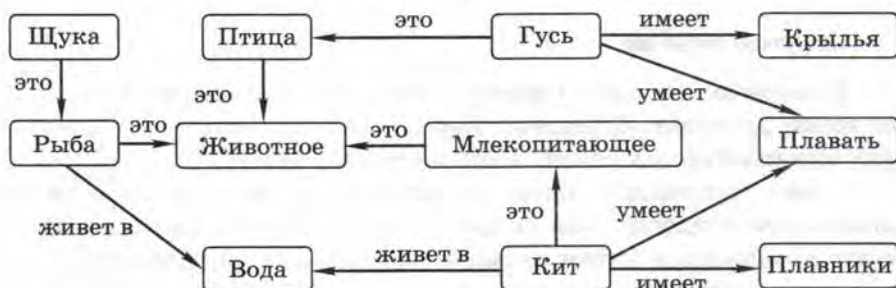 Щука
Птица
это
Гусь
имеет
Крылья
это
это
умеет
Рыба
это
Животное
это
Млекопитающее
Плавать
живет в
это
умеет
Вода
живет в
Кит
имеет
Плавники